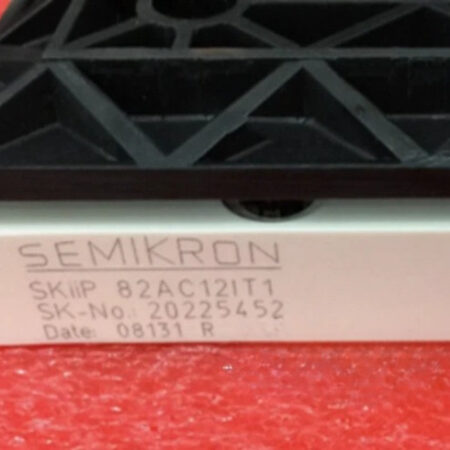 SEMIKRON
SKiiP 82AC12IT1
SK-No.: 20225452
Date: 08131 R